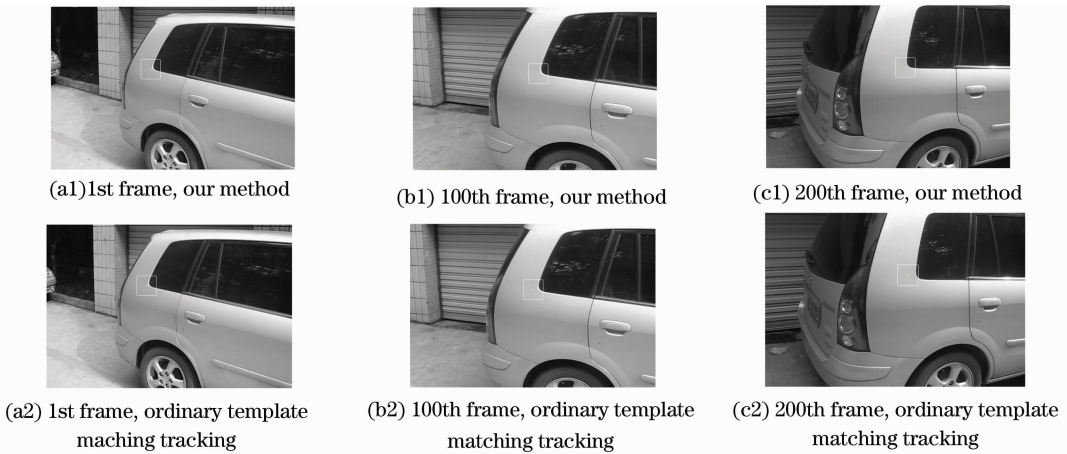 (a1)1st frame, our method
(b1) 100th frame, our method
(c1) 200th frame, our method
(a2) 1st frame, ordinary template
maching tracking
(b2) 100th frame, ordinary template
matching tracking
(c2) 200th frame, ordinary template
matching tracking